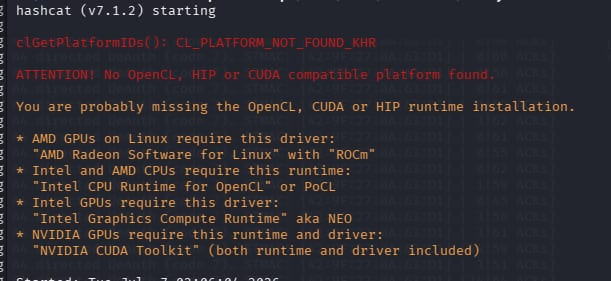 hashcat (v7.1.2) starting
clGetPlatformIDs(): CL_PLATFORM_NOT_FOUND_KHR
ATTENTION! No OpenCL, HIP or CUDA compatible platform found.
You are probably missing the OpenCL, CUDA or HIP runtime installation.
* AMD GPUs on Linux require this driver:
"AMD Radeon Software for Linux" with "ROCm"
* Intel and AMD CPUs require this runtime:
"Intel CPU Runtime for OpenCL" or PoCL
* Intel GPUs require this driver:
"Intel Graphics Compute Runtime" aka NEO
* NVIDIA GPUs require this runtime and driver:
"NVIDIA CUDA Toolkit" (both runtime and driver included)
Started: Tue Jul 7